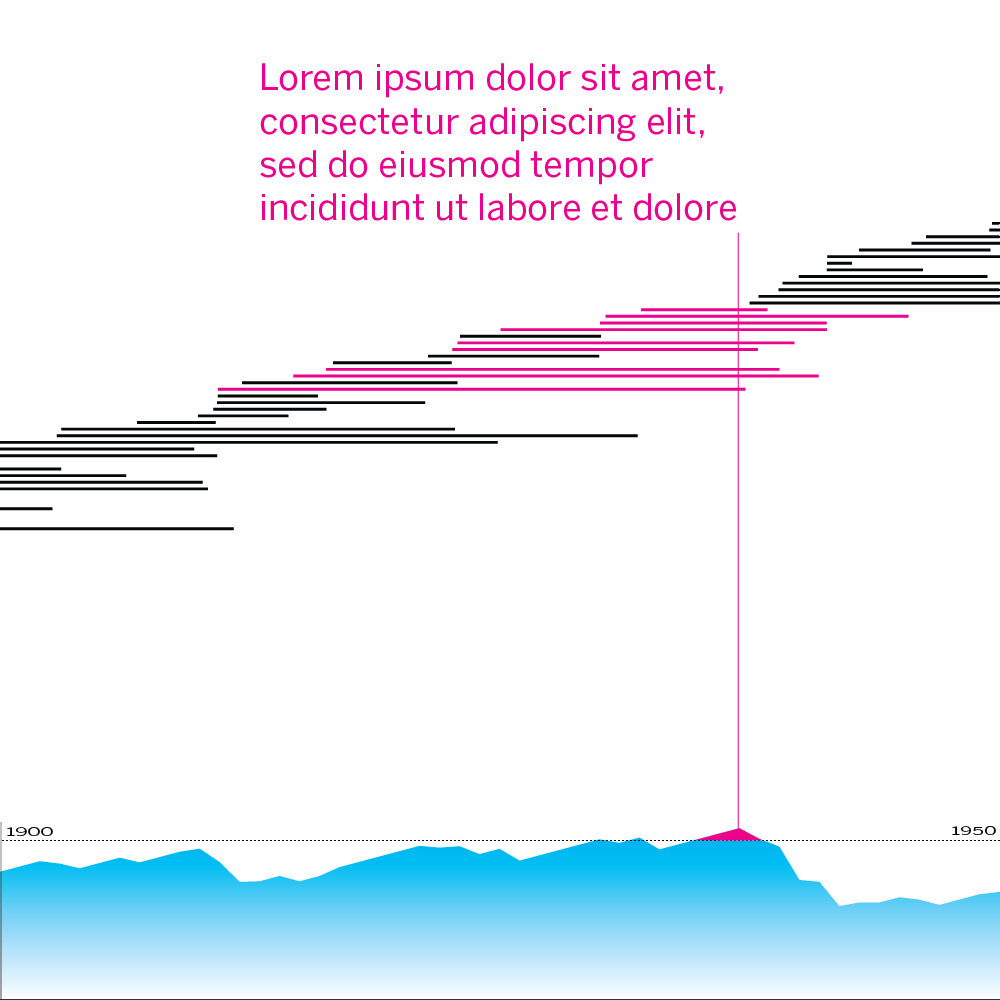 Lorem ipsum dolor sit amet,
consectetur adipiscing elit,
sed do eiusmod tempor
incididunt ut labore et dolore
1900
1950